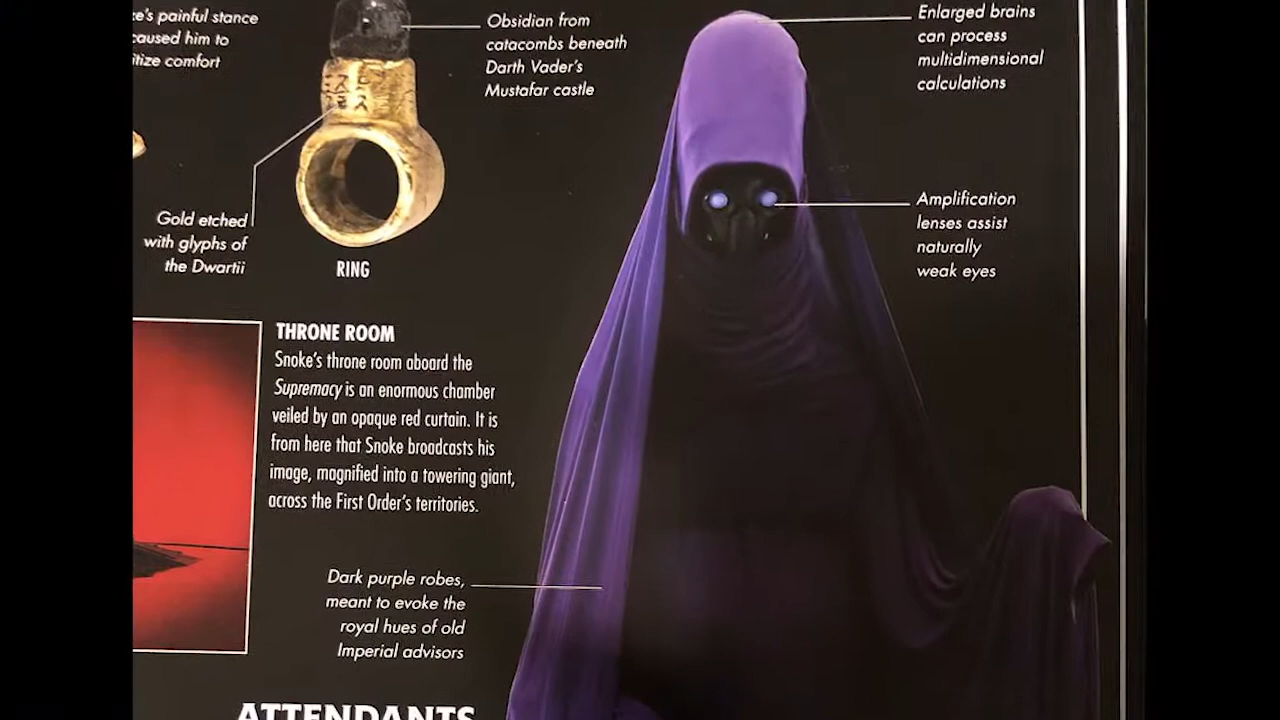 's painful stance
caused him to
comfort
Obsidian from
catacombs beneath
Darth Vader's
Mustafar castle
Enlarged brains
can process
multidimensional
calculations
Gold etched
with glyphs of
the Dwartii
RING
Amplification
lenses assist
naturally
weak eyes
THRONE ROOM
Snoke's throne room aboard the
Supremacy is an enormous chamber
veiled by an opaque red curtain. It is
from here that Snoke broadcasts his
image, magnified into a towering giant,
across the First Order's territories.
Dark purple robes,
meant to evoke the
royal hues of old
Imperial advisors
ATTENDANTS